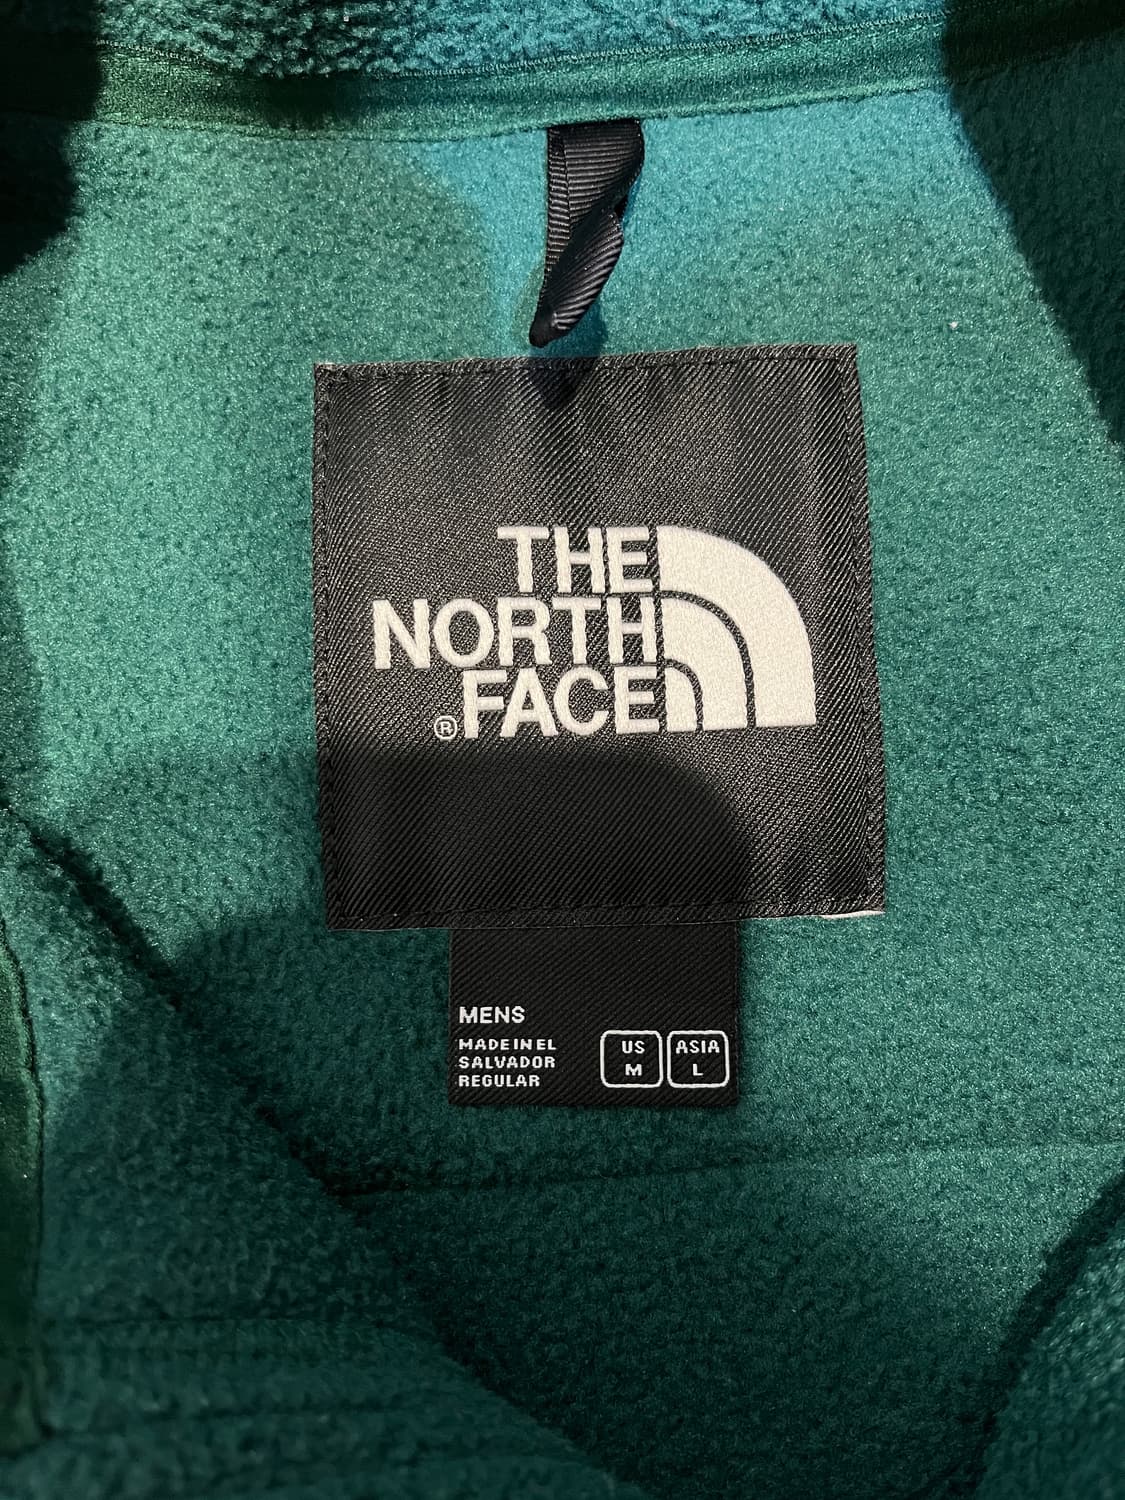 THE
NORTH
® FACE
MENS
MADE IN EL
SALVADOR
REGULAR
US
M
ASIA
L